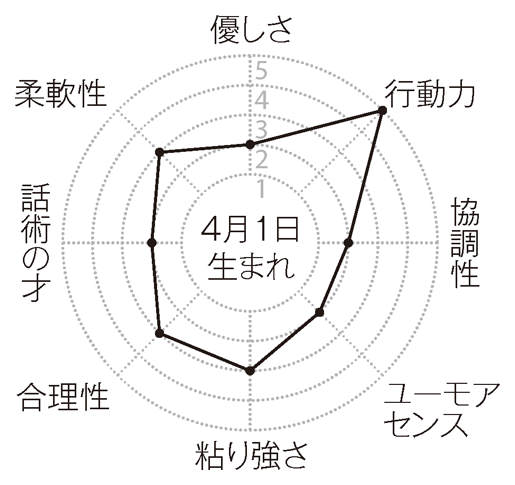 優しさ
行動力
協調性
ユーモア
センス
粘り強さ
合理性
話術の才
柔軟性
5
4
3
2
1
4月1日
生まれ